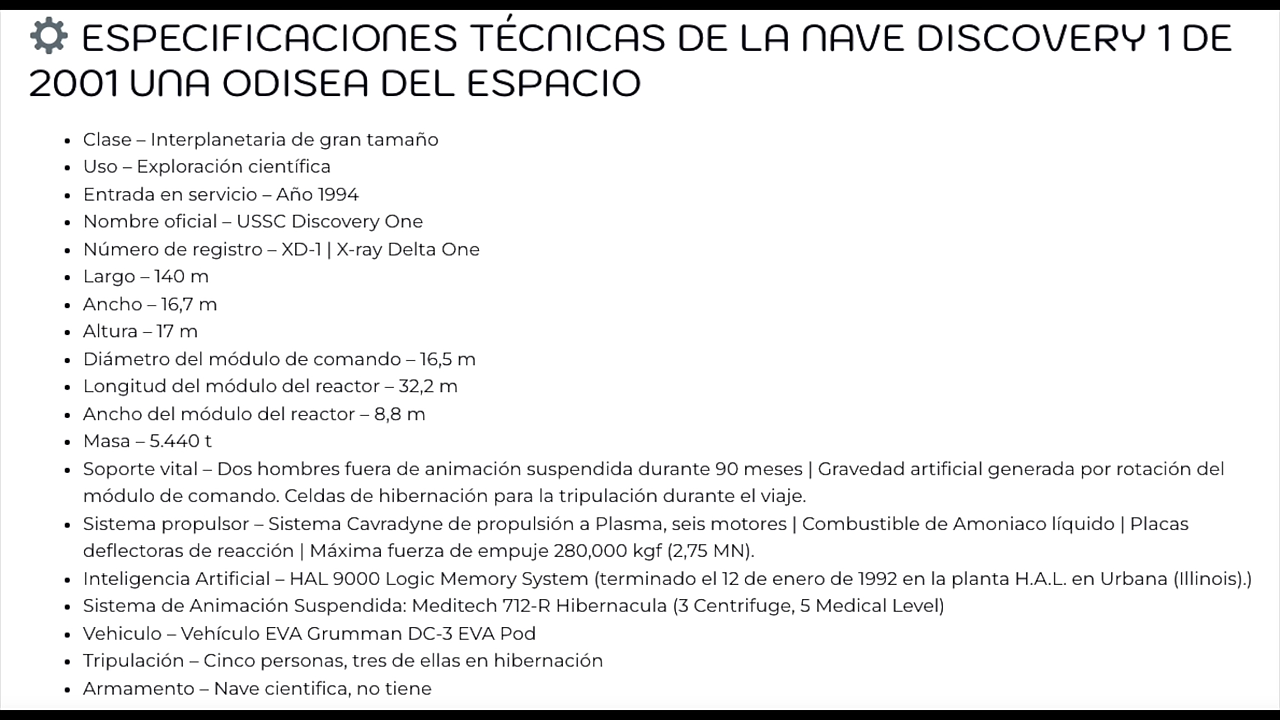 ESPECIFICACIONES TÉCNICAS DE LA NAVE DISCOVERY 1 DE
2001 UNA ODISEA DEL ESPACIO
• Clase – Interplanetaria de gran tamaño
• Uso – Exploración científica
• Entrada en servicio – Año 1994
• Nombre oficial – USSC Discovery One
• Número de registro – XD-1 | X-ray Delta One
• Largo – 140 m
• Ancho – 16,7 m
• Altura – 17 m
• Diámetro del módulo de comando – 16,5 m
• Longitud del módulo del reactor – 32,2 m
• Ancho del módulo del reactor – 8,8 m
• Masa – 5.440 t
• Soporte vital – Dos hombres fuera de animación suspendida durante 90 meses | Gravedad artificial generada por rotación del
módulo de comando. Celdas de hibernación para la tripulación durante el viaje.
• Sistema propulsor – Sistema Cavradyne de propulsión a Plasma, seis motores | Combustible de Amoniaco líquido | Placas
deflectoras de reacción | Máxima fuerza de empuje 280,000 kgf (2,75 MN).
• Inteligencia Artificial – HAL 9000 Logic Memory System (terminado el 12 de enero de 1992 en la planta H.A.L. en Urbana (Illinois).)
• Sistema de Animación Suspendida: Meditech 712-R Hibernacula (3 Centrifuge, 5 Medical Level)
• Vehiculo – Vehículo EVA Grumman DC-3 EVA Pod
• Tripulación – Cinco personas, tres de ellas en hibernación
• Armamento – Nave cientifica, no tiene